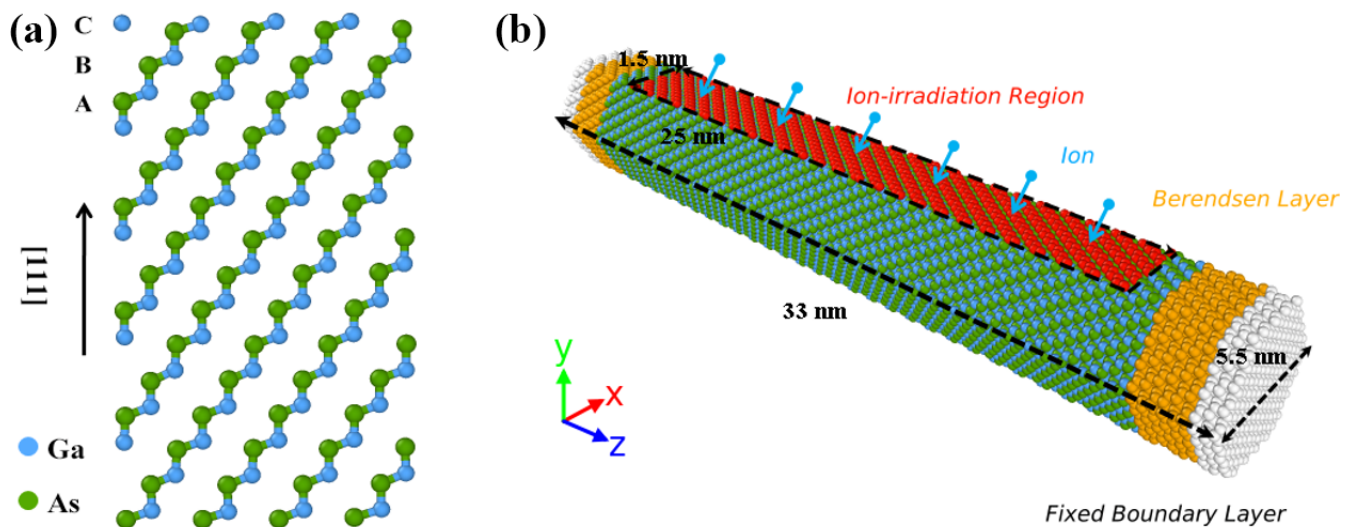 (a)
C
B
A
[111]
Ga
As
(b)
1.5 nm
Ion-irradiation Region
25 nm
Ion
Berendsen Layer
33 nm
5.5 nm
y
x
z
Fixed Boundary Layer